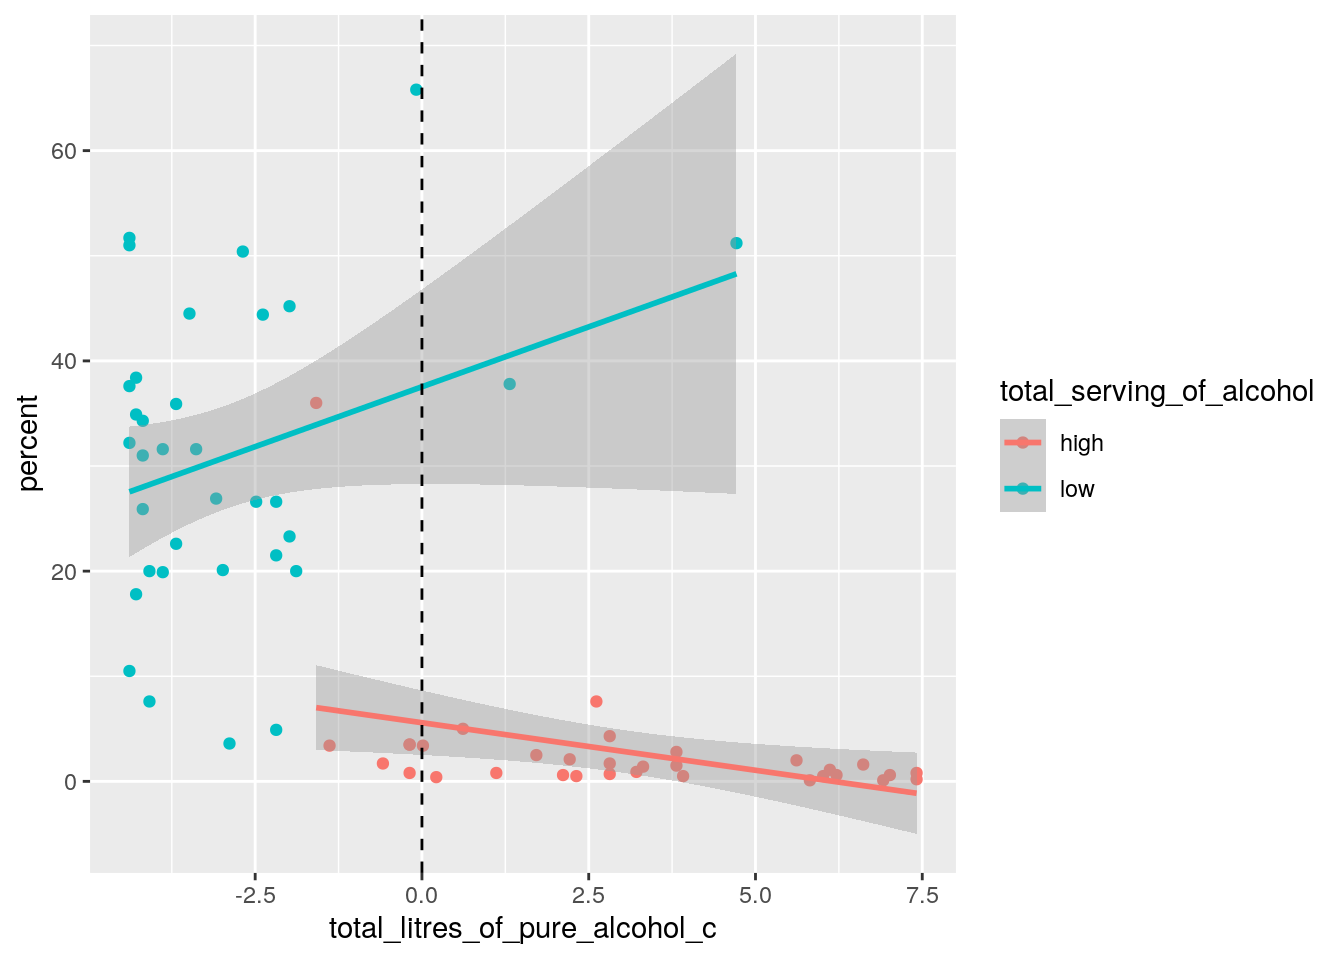 60
40
20
0
percent
-2.5
0.0
2.5
5.0
7.5
total_litres_of_pure_alcohol_c
total_serving_of_alcohol
high
low